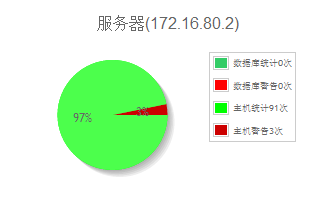 服务器(172.16.80.2)
97%
3%
数据库统计0次
数据库警告0次
主机统计91次
主机警告3次